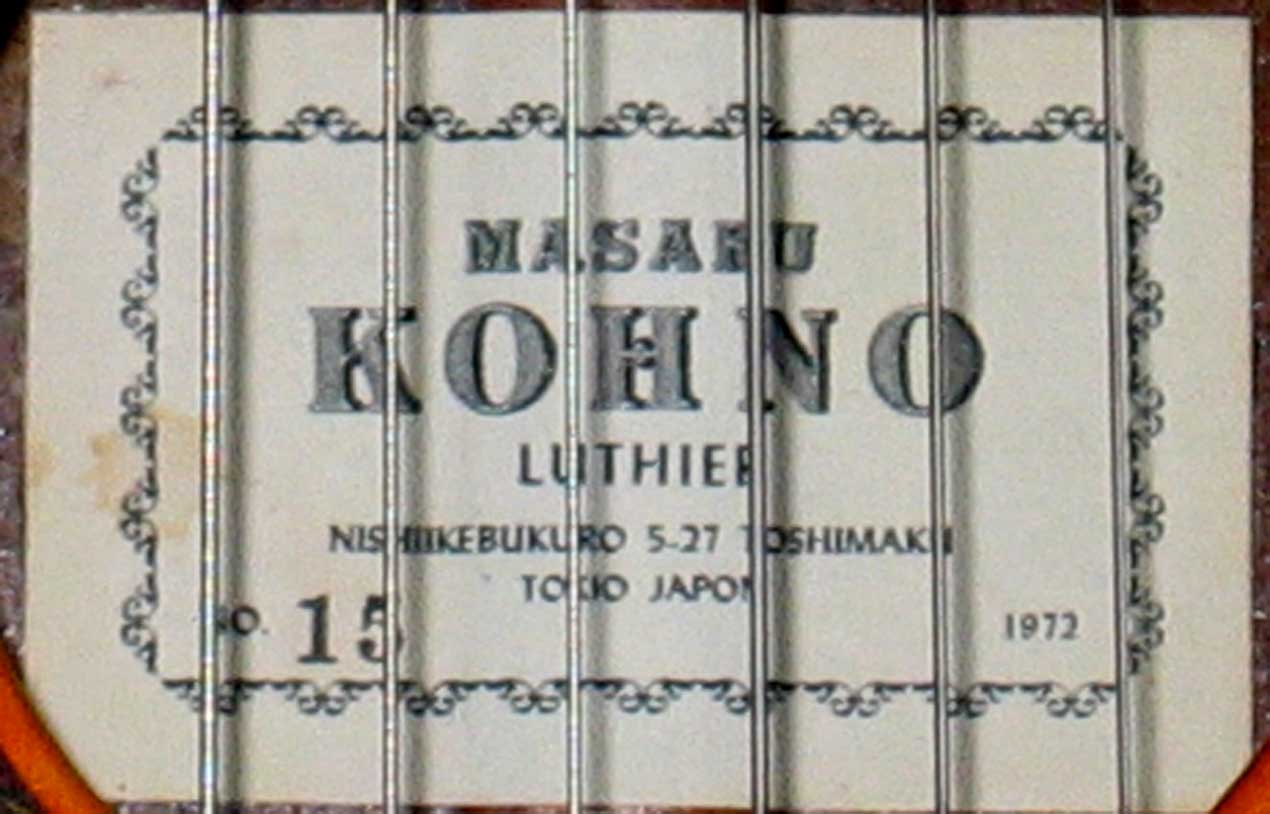 MASARU
KOHNO
LUTHIER
NISHIIKEBUKURO 5-27 TOSHIMAKU
TOKIO JAPON
NO. 15
1972